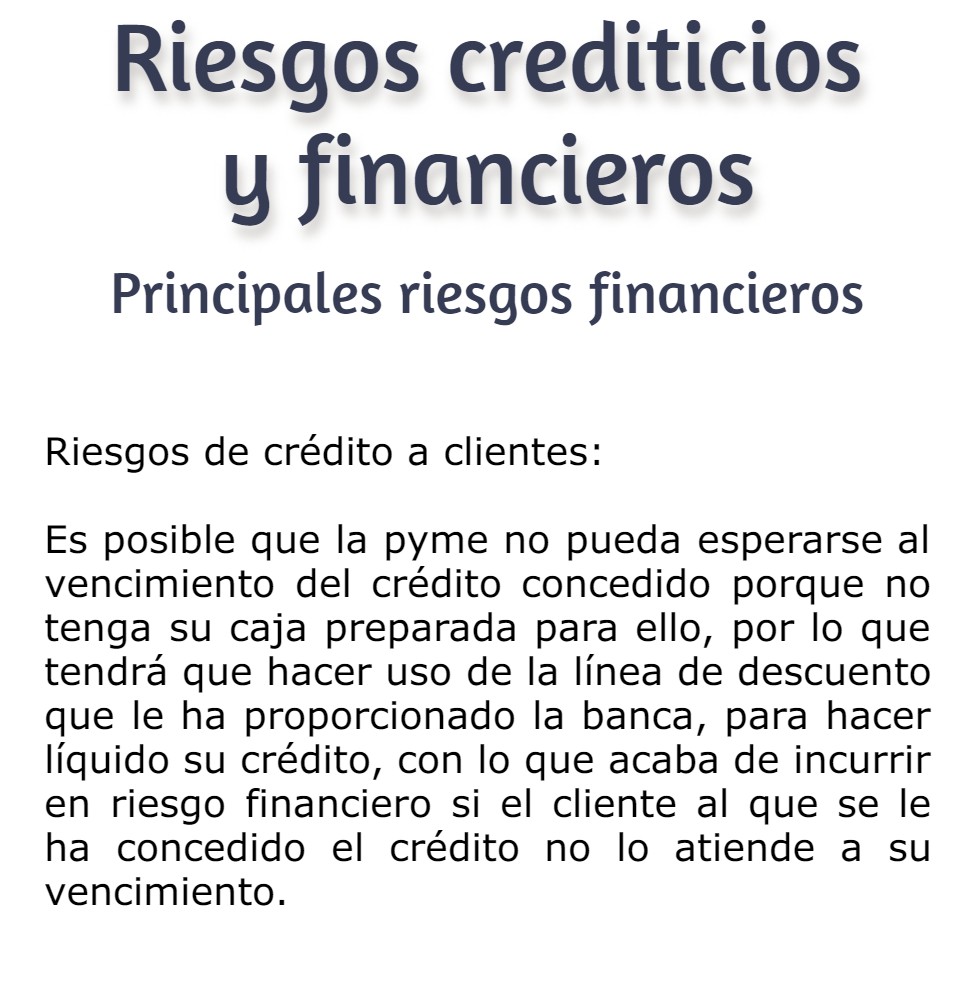 Riesgos crediticios
y financieros
Principales riesgos financieros
Riesgos de crédito a clientes:
Es posible que la pyme no pueda esperarse al
vencimiento del crédito concedido porque no
tenga su caja preparada para ello, por lo que
tendrá que hacer uso de la línea de descuento
que le ha proporcionado la banca, para hacer
líquido su crédito, con lo que acaba de incurrir
en riesgo financiero si el cliente al que se le
ha concedido el crédito no lo atiende a su
vencimiento.